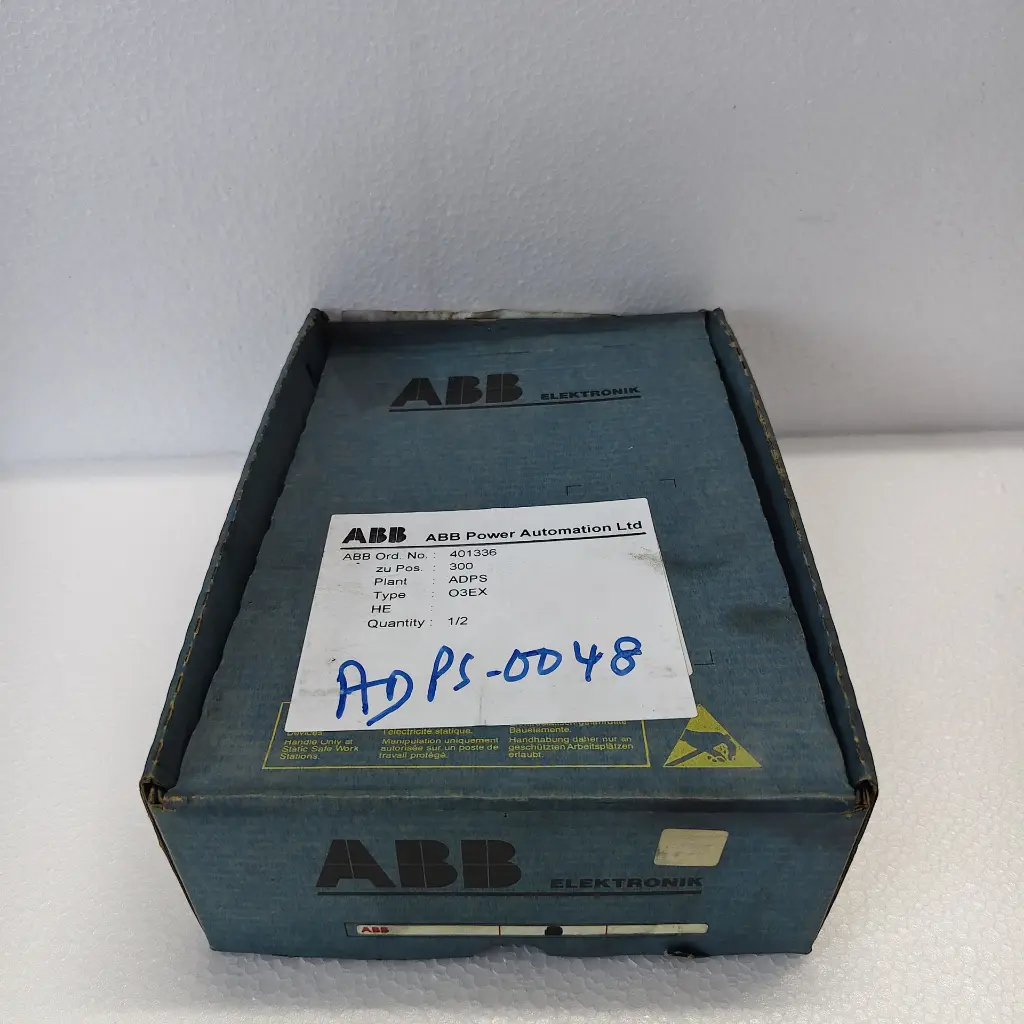 ABB ELEKTRONIK
ABB ABB Power Automation Ltd
ABB Ord. No. : 401336
zu Pos. : 300
Plant : ADPS
Type : O3EX
HE :
Quantity : 1/2
ADPS-0048
Devices.
Handle Only at
Static Safe Work
Stations.
l'électricité statique.
Manipulation uniquement
autorisée sur un poste de
travail protégé.
Bauelemente.
Handhabung daher nur an
geschützten Arbeitsplätzen
erlaubt.
ABB ELEKTRONIK
ABB